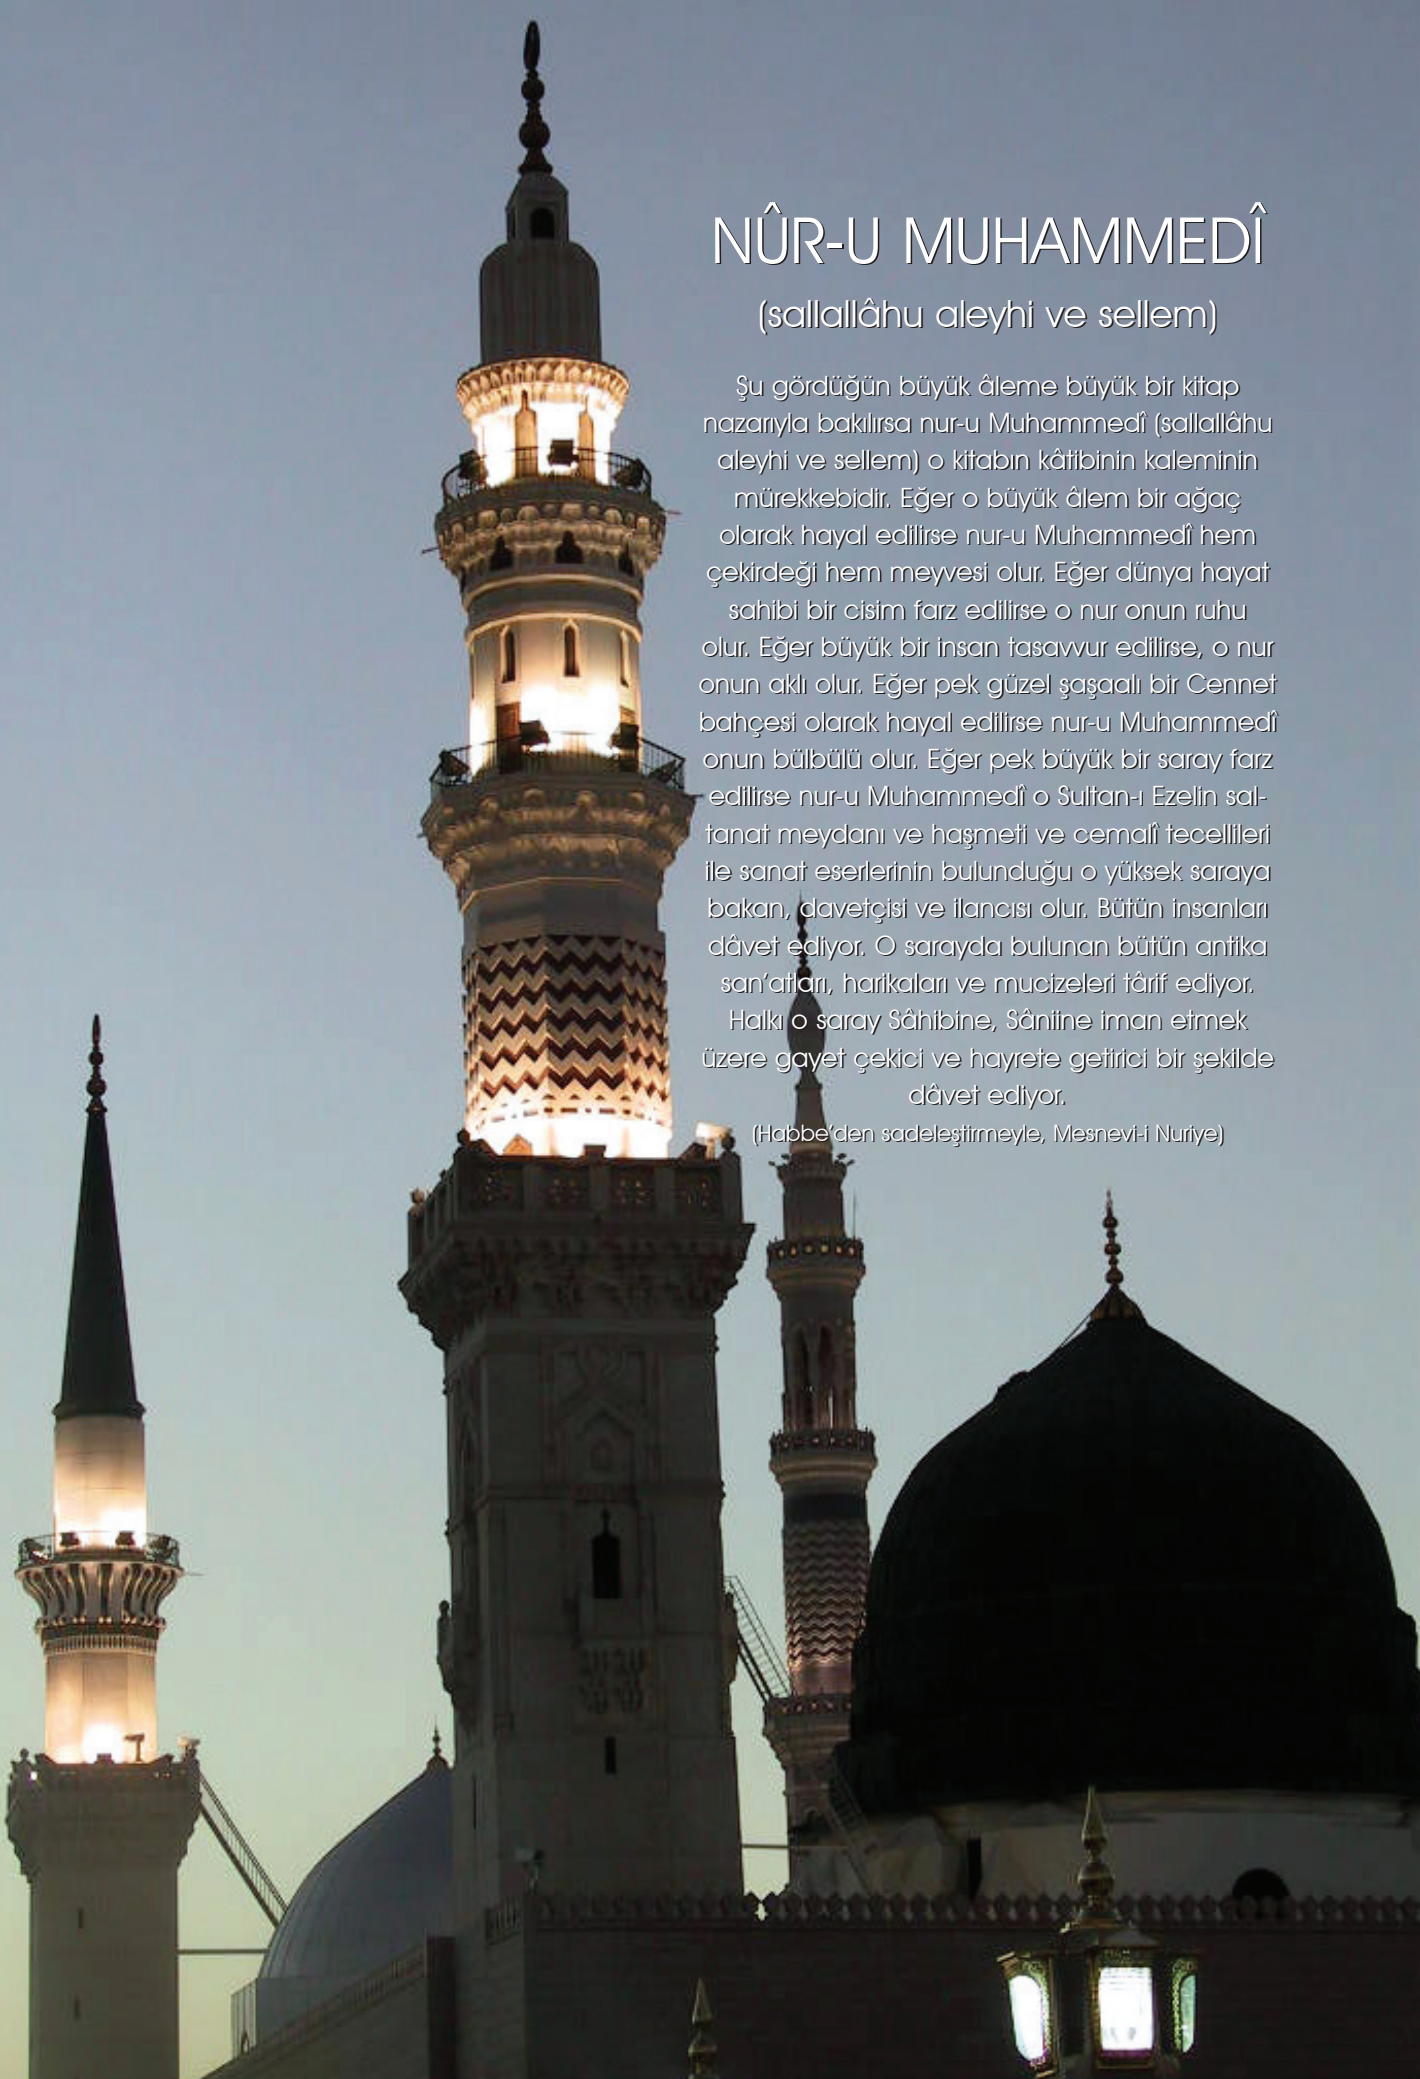 NÛR-U MUHAMMEDÎ
(sallallâhu aleyhi ve sellem)
Şu gördüğün büyük âleme büyük bir kitap
nazarıyla bakılırsa nur-u Muhammedî (sallallâhu
aleyhi ve sellem) o kitabın kâtibinin kaleminin
mürekkebidir. Eğer o büyük âlem bir ağaç
olarak hayal edilirse nur-u Muhammedî hem
çekirdeği hem meyvesi olur. Eğer dünya hayat
sahibi bir cisim farz edilirse o nur onun ruhu
olur. Eğer büyük bir insan tasavvur edilirse, o nur
onun aklı olur. Eğer pek güzel şaşaalı bir Cennet
bahçesi olarak hayal edilirse nur-u Muhammedî
onun bülbülü olur. Eğer pek büyük bir saray farz
edilirse nur-u Muhammedî o Sultan-ı Ezelin sal-
tanat meydanı ve haşmeti ve cemalî tecellileri
ile sanat eserlerinin bulunduğu o yüksek saraya
bakan, davetçisi ve ilancısı olur. Bütün insanları
dâvet ediyor. O sarayda bulunan bütün antika
san'atları, harikaları ve mucizeleri târif ediyor.
Halkı o saray Sâhibine, Sâniine iman etmek
üzere gayet çekici ve hayrete getirici bir şekilde
dâvet ediyor.
(Habbe'den sadeleştirmeyle, Mesnevi-i Nuriye)